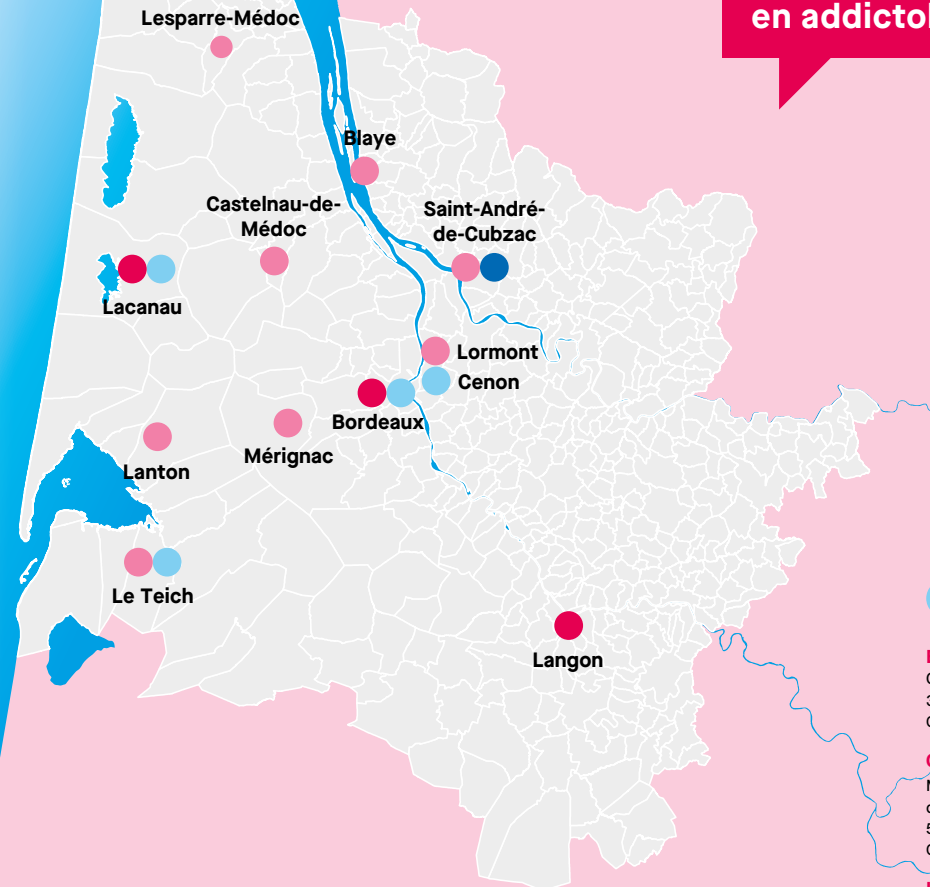 en addictol
Lesparre-Médoc
Blaye
Castelnau-de-
Médoc
Saint-André-
de-Cubzac
Lacanau
Lormont
Cenon
Bordeaux
Mérignac
Lanton
Le Teich
Langon